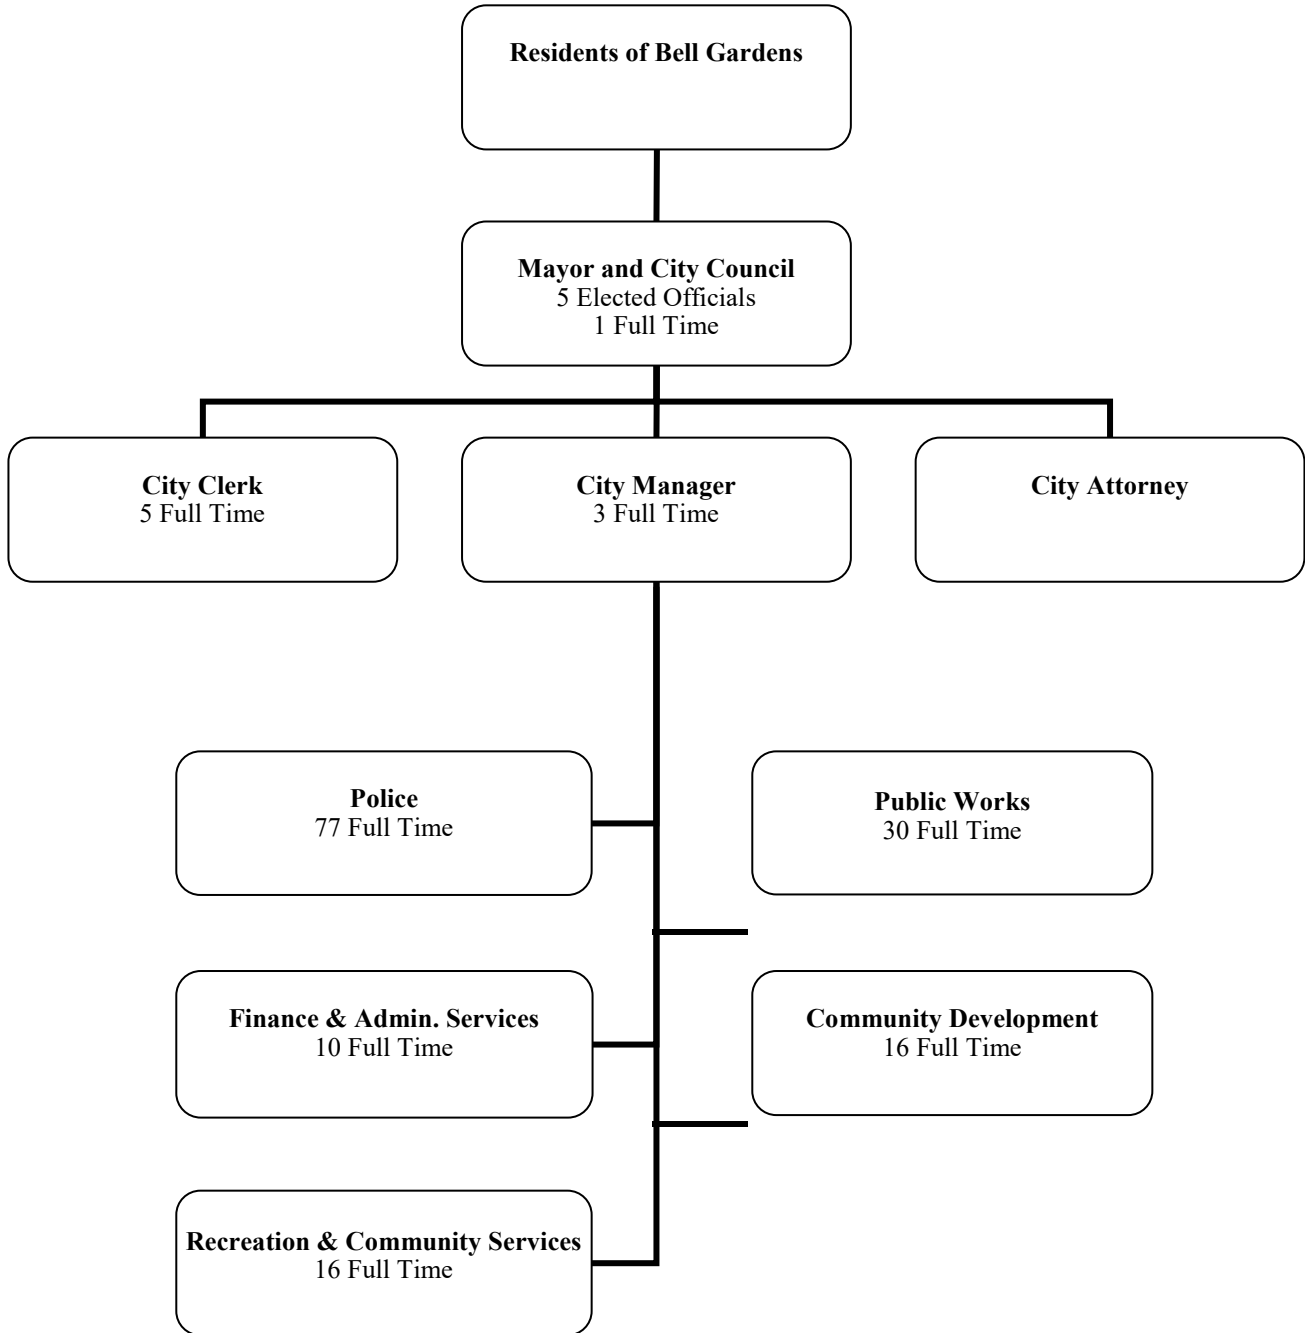 Residents of Bell Gardens
Mayor and City Council
5 Elected Officials
1 Full Time
City Clerk
5 Full Time
City Manager
3 Full Time
City Attorney
Police
77 Full Time
Public Works
30 Full Time
Finance & Admin. Services
10 Full Time
Community Development
16 Full Time
Recreation & Community Services
16 Full Time